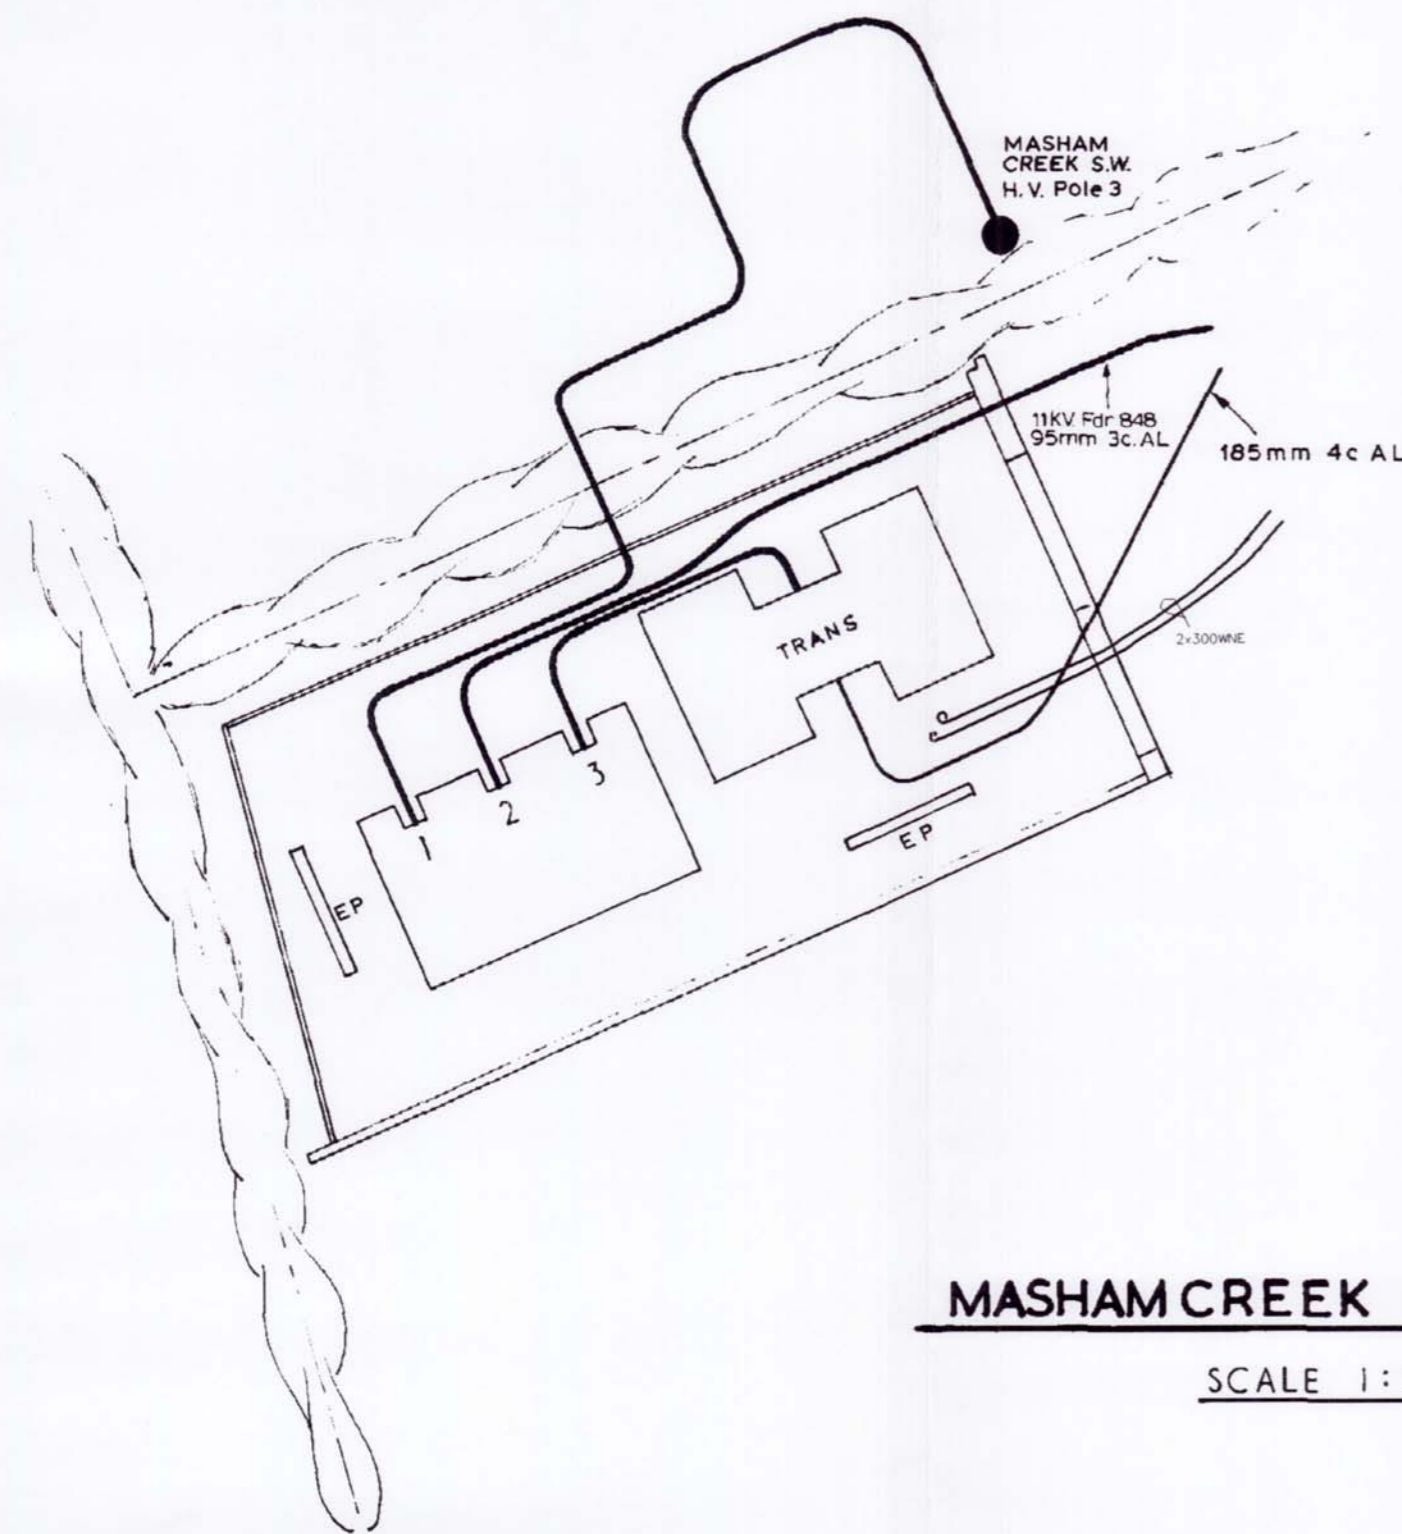 MASHAM
CREEK S.W.
H.V. Pole 3
11KV. Fdr 848
95mm 3c. AL
185mm 4c AL
2x300WNE
TRANS
1
2
3
EP
EP
MASHAM CREEK
SCALE 1: